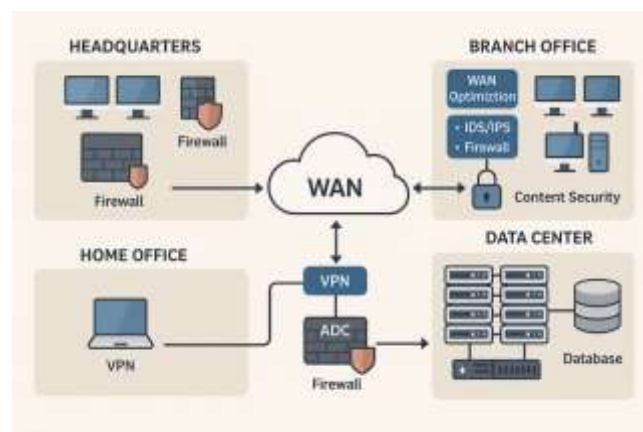 HEADQUARTERS
Firewall
Firewall
WAN
BRANCH OFFICE
WAN
Optimiztion
• IDS/IPS
• Firewall
Content Security
HOME OFFICE
VPN
VPN
ADC
Firewall
DATA CENTER
Database